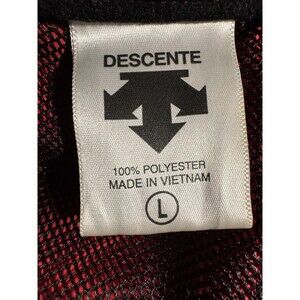 DESCENTE
100% POLYESTER
MADE IN VIETNAM
L